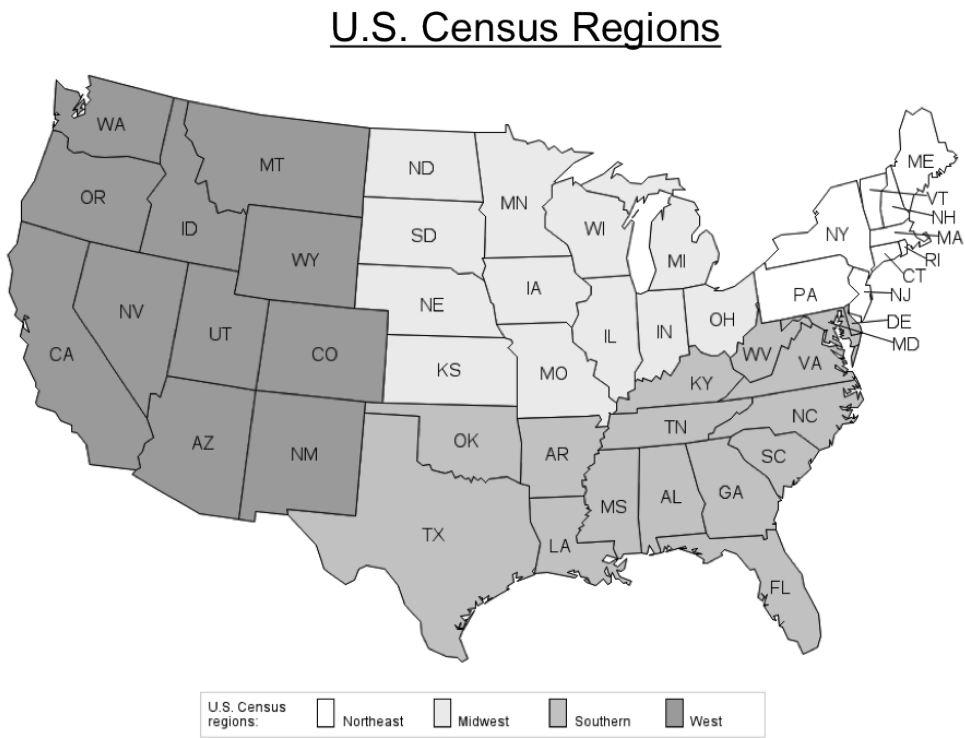 U.S. Census Regions
WA
MT
ND
MN
ME
OR
ID
SD
WI
MI
NY
VT
NH
MA
RI
CT
WY
NE
IA
PA
NJ
NV
UT
CO
IL
IN
OH
DE
MD
CA
KS
MO
WV
VA
KY
AZ
NM
OK
AR
TN
NC
SC
TX
LA
MS
AL
GA
FL
U.S. Census
regions:
Northeast
Midwest
Southern
West